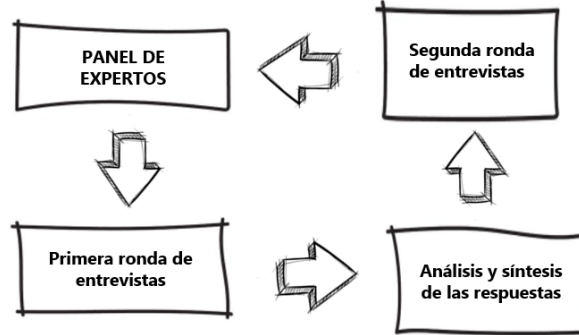 PANEL DE
EXPERTOS
Segunda ronda
de entrevistas
Primera ronda de
entrevistas
Análisis y síntesis
de las respuestas